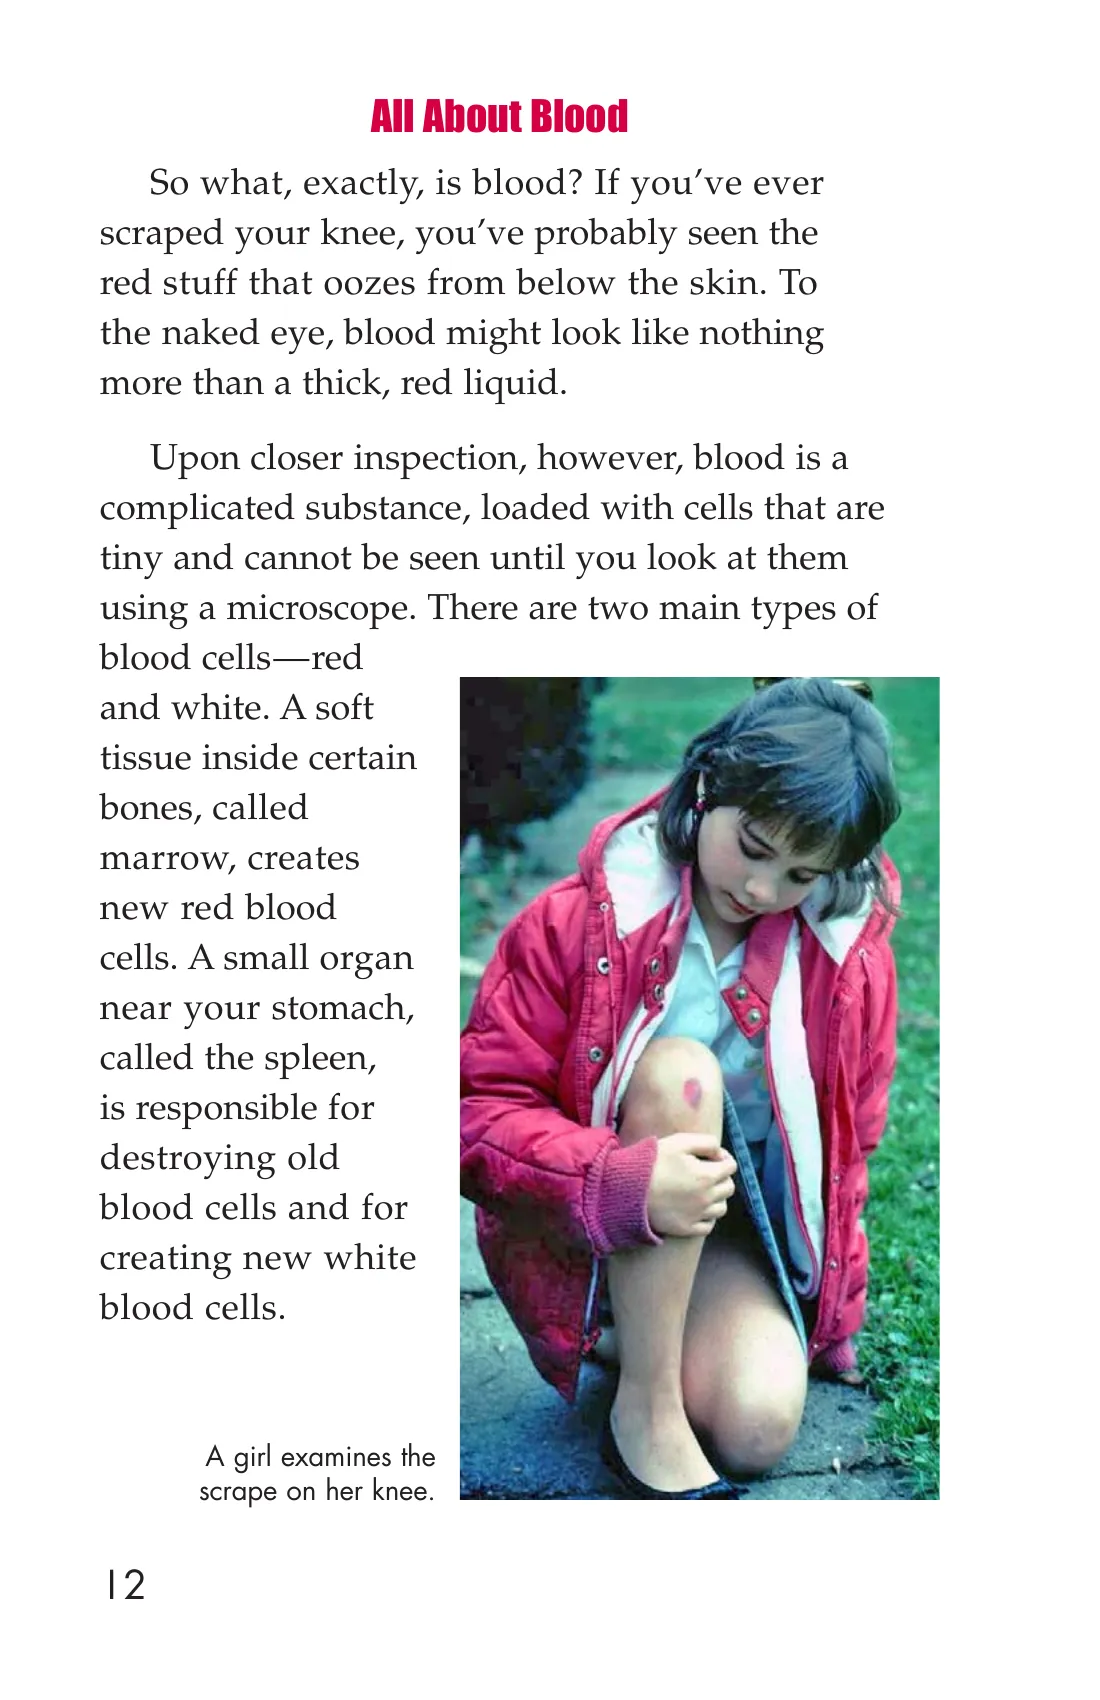 All About Blood
So what, exactly, is blood? If you’ve ever
scraped your knee, you’ve probably seen the
red stuff that oozes from below the skin. To
the naked eye, blood might look like nothing
more than a thick, red liquid.
Upon closer inspection, however, blood is a
complicated substance, loaded with cells that are
tiny and cannot be seen until you look at them
using a microscope. There are two main types of
blood cells—red
and white. A soft
tissue inside certain
bones, called
marrow, creates
new red blood
cells. A small organ
near your stomach,
called the spleen,
is responsible for
destroying old
blood cells and for
creating new white
blood cells.
A girl examines the
scrape on her knee.
12